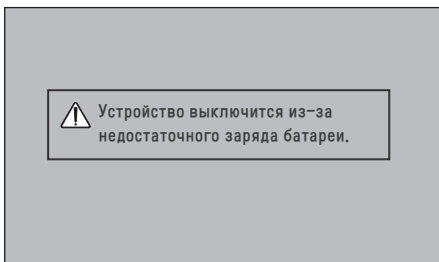 Устройство выключится из-за
недостаточного заряда батареи.